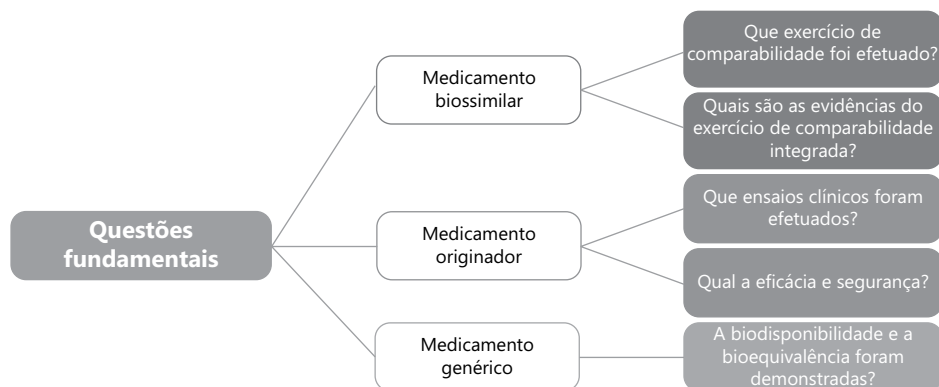 Questões
fundamentais
Medicamento
biossimilar
Que exercício de
comparabilidade foi efetuado?
Quais são as evidências do
exercício de comparabilidade
integrada?
Medicamento
originador
Que ensaios clínicos foram
efetuados?
Qual a eficácia e segurança?
Medicamento
genérico
A biodisponibilidade e a
bioequivalência foram
demonstradas?